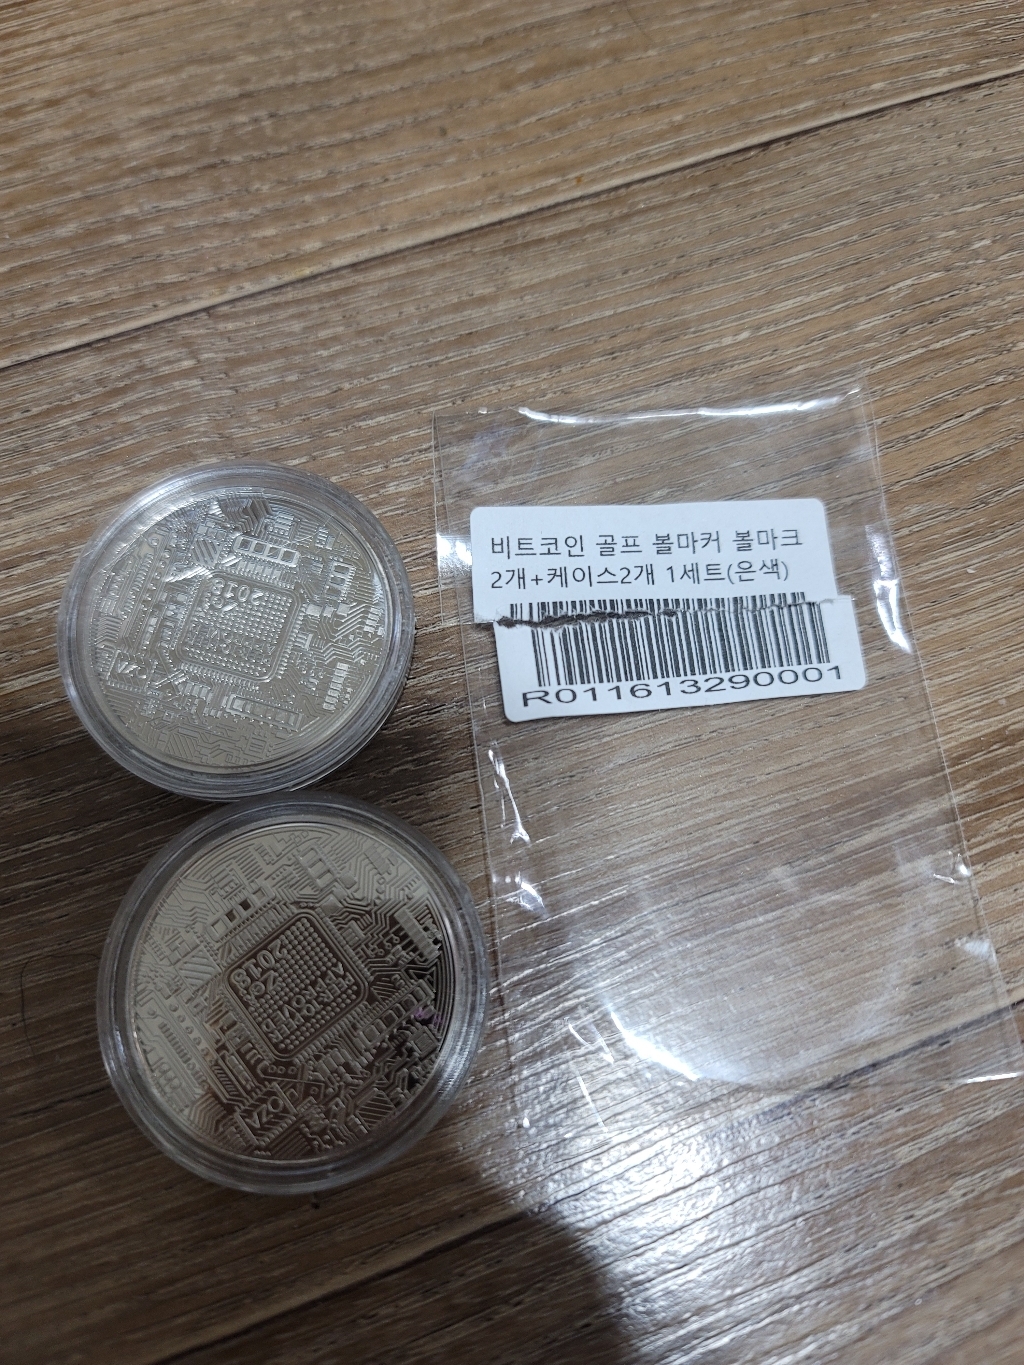 비트코인 골프 볼마커 볼마크
2개+케이스2개 1세트(은색)
R011613290001